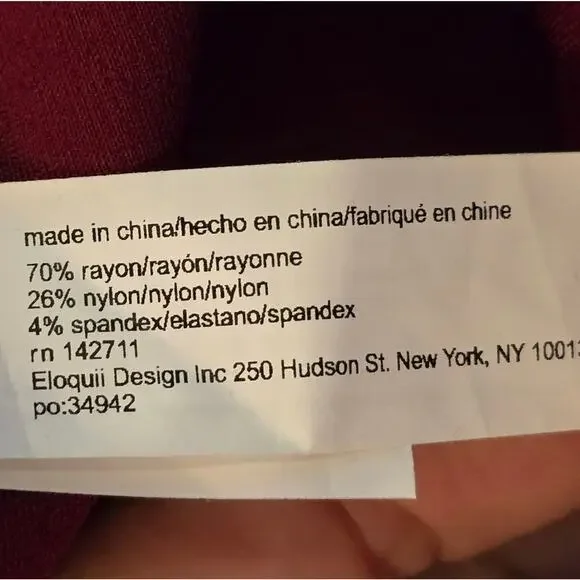 made in china/hecho en china/fabriqué en chine
70% rayon/rayón/rayonne
26% nylon/nylon/nylon
4% spandex/elastano/spandex
rn 142711
Eloquii Design Inc 250 Hudson St. New York, NY 10013
po:34942